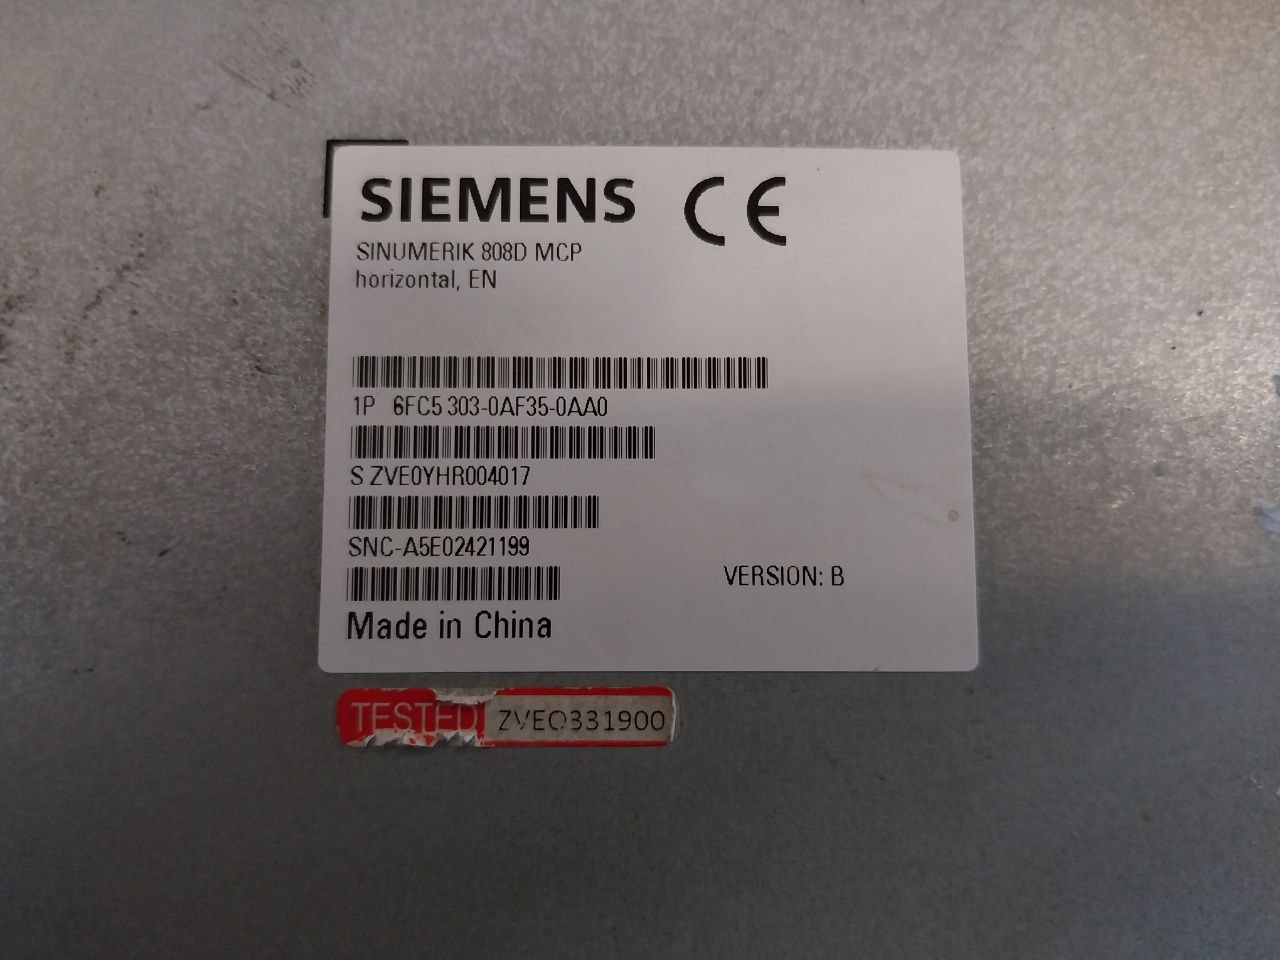 SIEMENS CE
SINUMERIK 808D MCP
horizontal, EN
1P 6FC5 303-0AF35-0AA0
S ZVE0YHR004017
SNC-A5E02421199
VERSION: B
Made in China
TESTED ZVE0331900